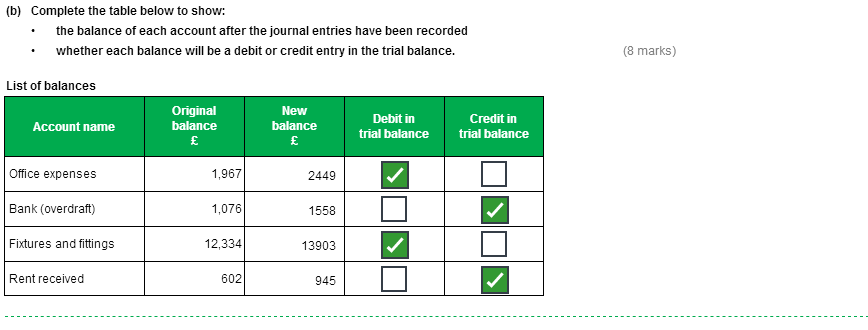 (b) Complete the table below to show:
• the balance of each account after the journal entries have been recorded
• whether each balance will be a debit or credit entry in the trial balance. (8 marks)
List of balances
Account name Original balance £ New balance £ Debit in trial balance Credit in trial balance
Office expenses 1,967 2449
Bank (overdraft) 1,076 1558
Fixtures and fittings 12,334 13903
Rent received 602 945